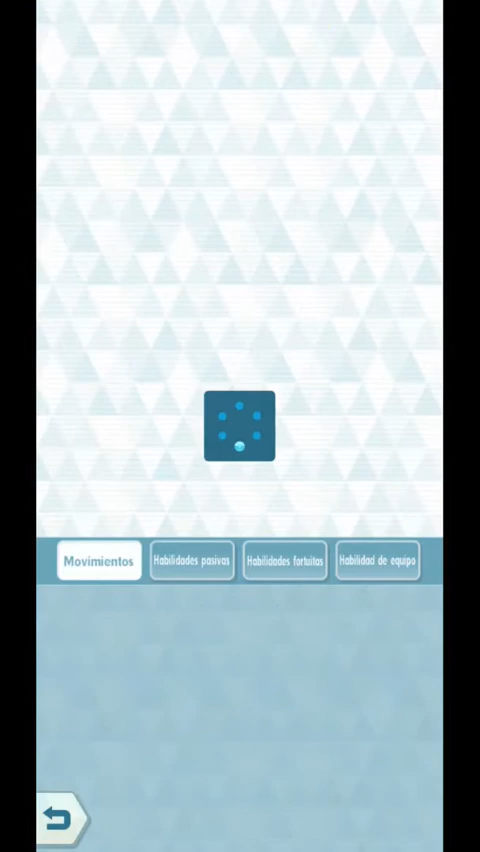 Movimientos
Habilidades pasivas
Habilidades fortuitas
Habilidad de equipo